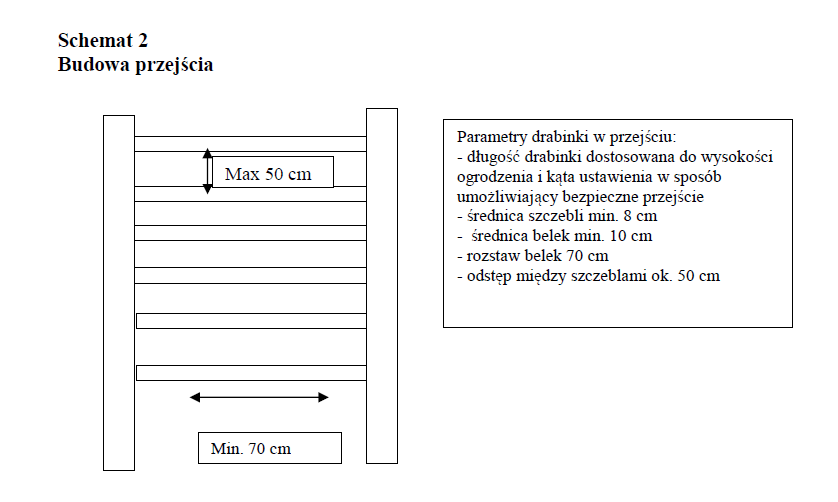 Schemat 2
Budowa przejścia
Max 50 cm
Min. 70 cm
Parametry drabinki w przejściu:
- długość drabinki dostosowana do wysokości
ogrodzenia i kąta ustawienia w sposób
umożliwiający bezpieczne przejście
- średnica szczebli min. 8 cm
-  średnica belek min. 10 cm
- rozstaw belek 70 cm
- odstęp między szczeblami ok. 50 cm